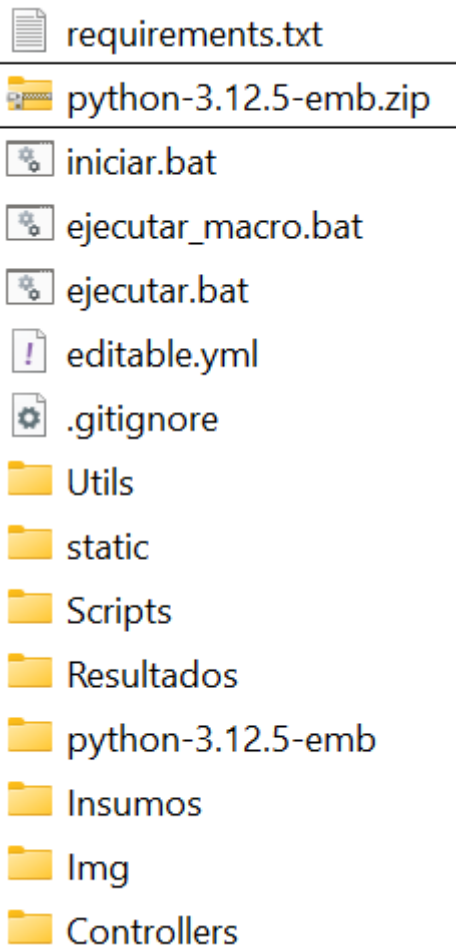 requirements.txt
python-3.12.5-emb.zip
iniciar.bat
ejecutar_macro.bat
ejecutar.bat
editable.yml
.gitignore
Utils
static
Scripts
Resultados
python-3.12.5-emb
Insumos
Img
Controllers